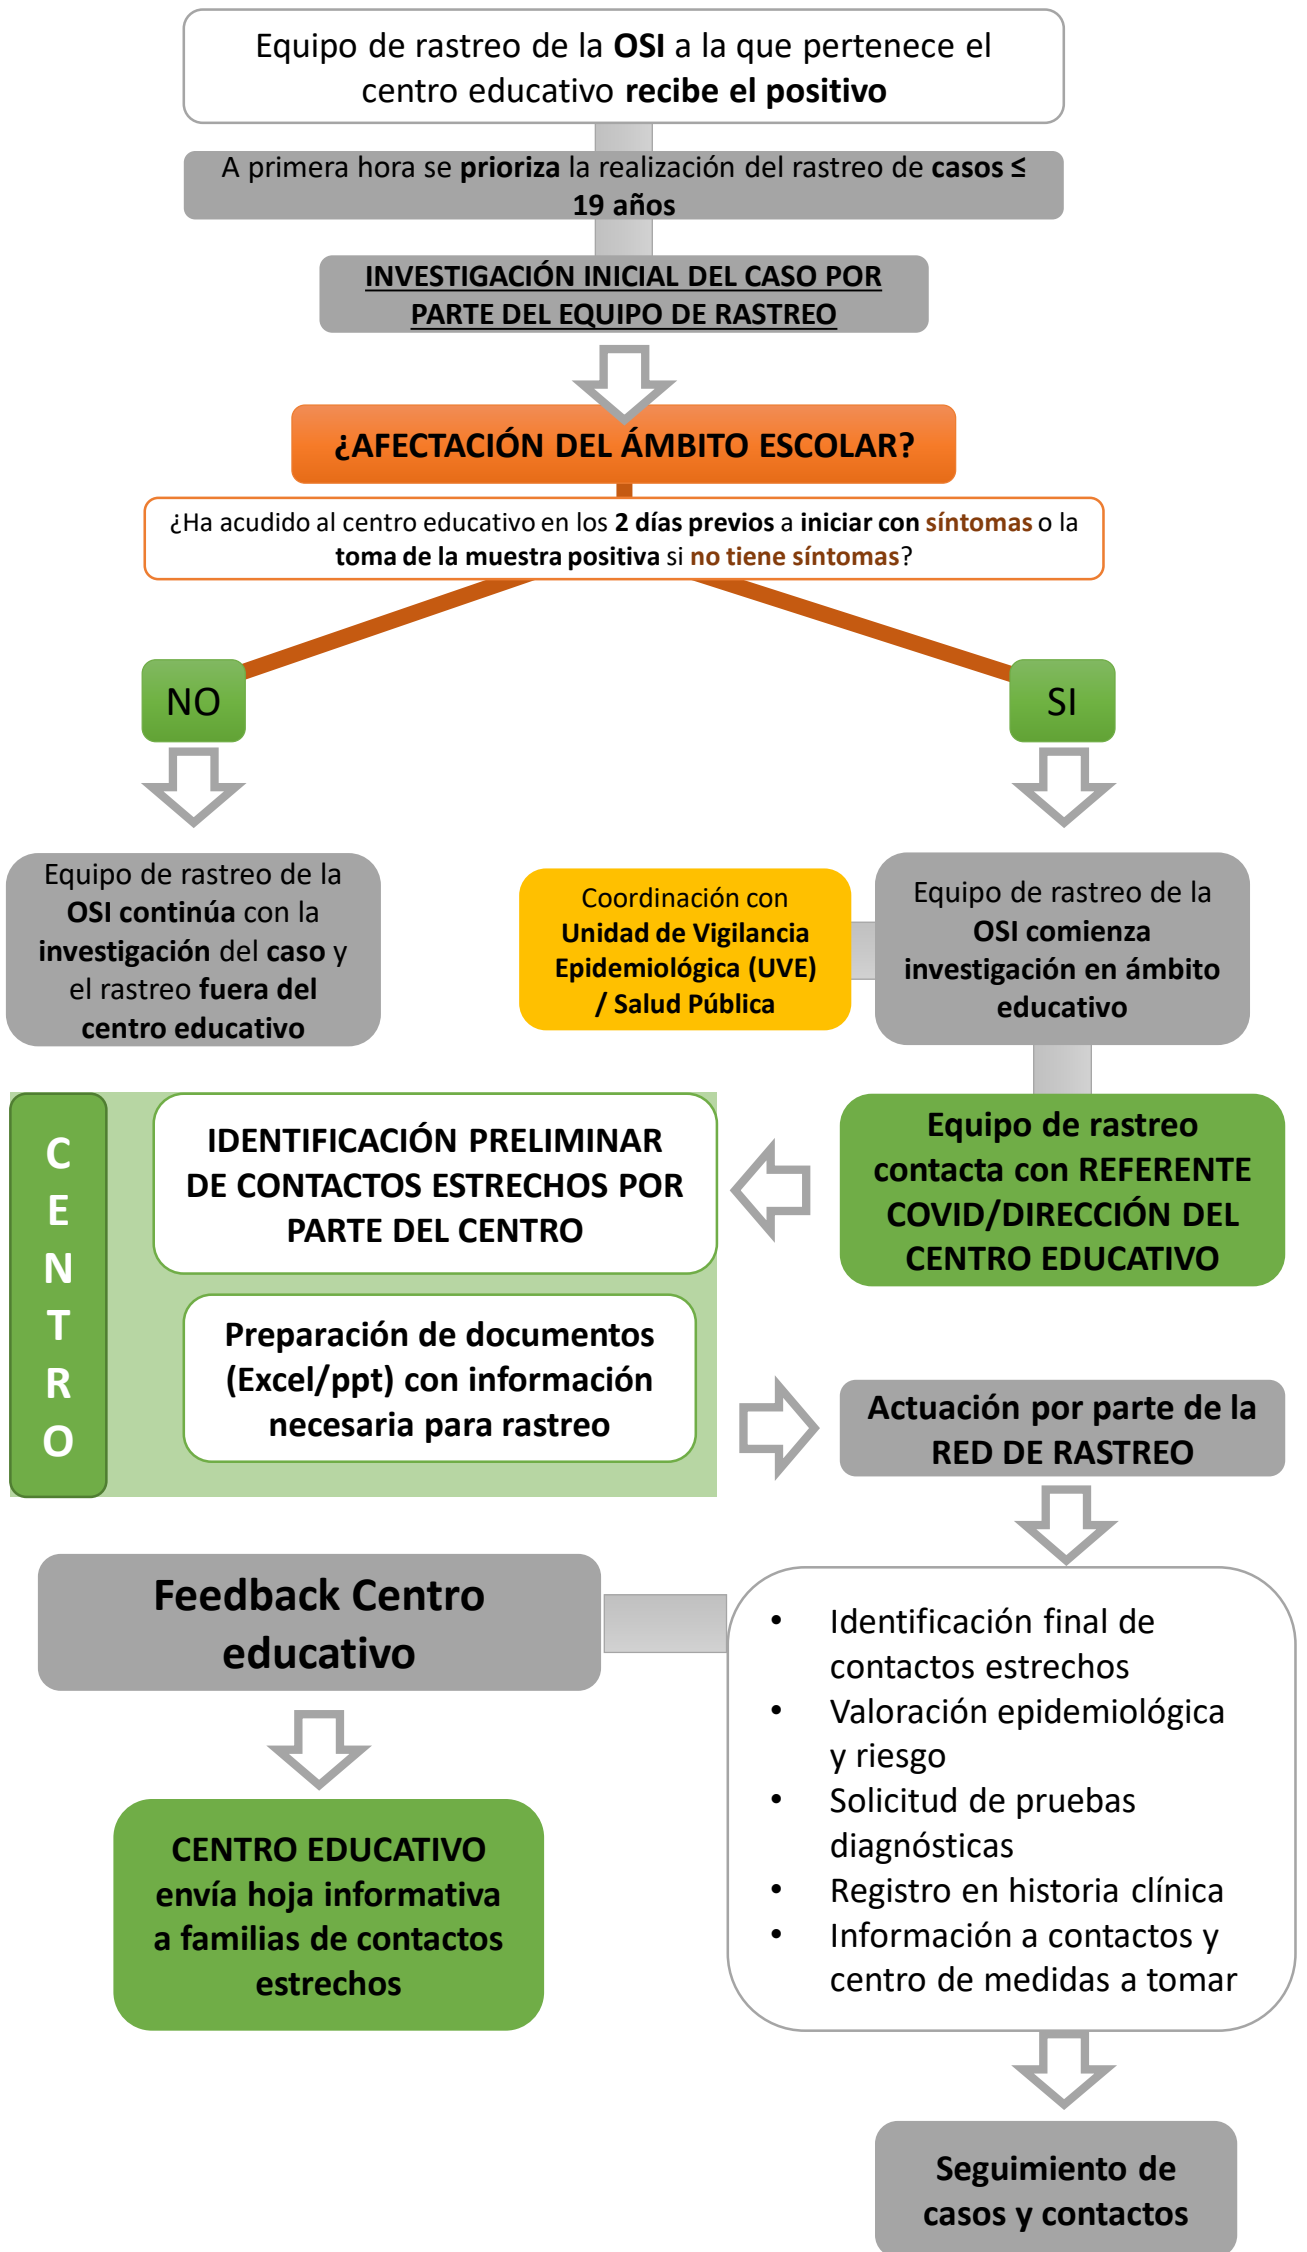 Equipo de rastreo de la OSI a la que pertenece el
centro educativo recibe el positivo
A primera hora se prioriza la realización del rastreo de casos ≤
19 años
INVESTIGACIÓN INICIAL DEL CASO POR
PARTE DEL EQUIPO DE RASTREO
¿AFECTACIÓN DEL ÁMBITO ESCOLAR?
¿Ha acudido al centro educativo en los 2 días previos a iniciar con síntomas o la
toma de la muestra positiva si no tiene síntomas?
NO
SI
Equipo de rastreo de la
OSI continúa con la
investigación del caso y
el rastreo fuera del
centro educativo
Coordinación con
Unidad de Vigilancia
Epidemiológica (UVE)
/ Salud Pública
Equipo de rastreo de la
OSI comienza
investigación en ámbito
educativo
Equipo de rastreo
contacta con REFERENTE
COVID/DIRECCIÓN DEL
CENTRO EDUCATIVO
C
E
N
T
R
O
IDENTIFICACIÓN PRELIMINAR
DE CONTACTOS ESTRECHOS POR
PARTE DEL CENTRO
Preparación de documentos
(Excel/ppt) con información
necesaria para rastreo
Actuación por parte de la
RED DE RASTREO
• Identificación final de
contactos estrechos
• Valoración epidemiológica
y riesgo
• Solicitud de pruebas
diagnósticas
• Registro en historia clínica
• Información a contactos y
centro de medidas a tomar
Feedback Centro
educativo
CENTRO EDUCATIVO
envía hoja informativa
a familias de contactos
estrechos
Seguimiento de
casos y contactos